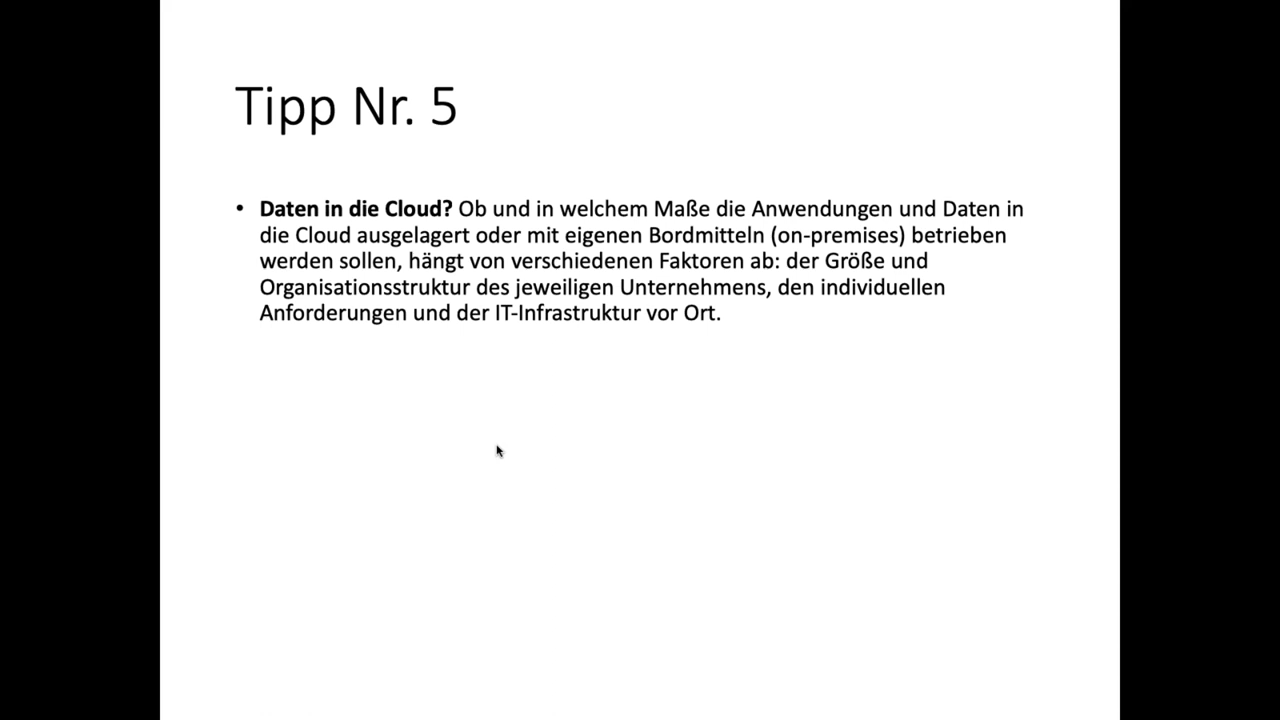 Tipp Nr. 5
• Daten in die Cloud? Ob und in welchem Maße die Anwendungen und Daten in
die Cloud ausgelagert oder mit eigenen Bordmitteln (on-premises) betrieben
werden sollen, hängt von verschiedenen Faktoren ab: der Größe und
Organisationsstruktur des jeweiligen Unternehmens, den individuellen
Anforderungen und der IT-Infrastruktur vor Ort.